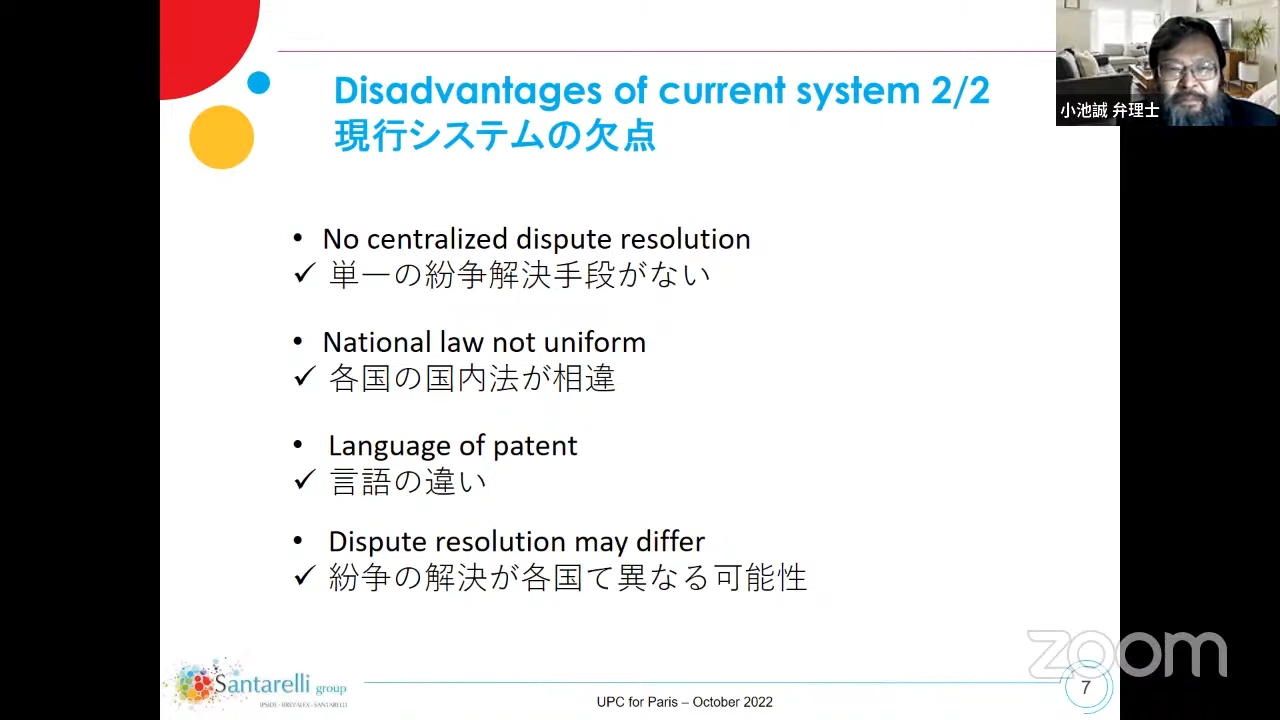 Disadvantages of current system 2/2
現行システムの欠点
小池誠 弁理士
• No centralized dispute resolution
✓ 単一の紛争解決手段がない
• National law not uniform
✓ 各国の国内法が相違
• Language of patent
✓ 言語の違い
• Dispute resolution may differ
✓ 紛争の解決が各国て異なる可能性
zoom
Santarelli group
IPSIDE - BREVALEX - SANTARELLI
UPC for Paris – October 2022
7